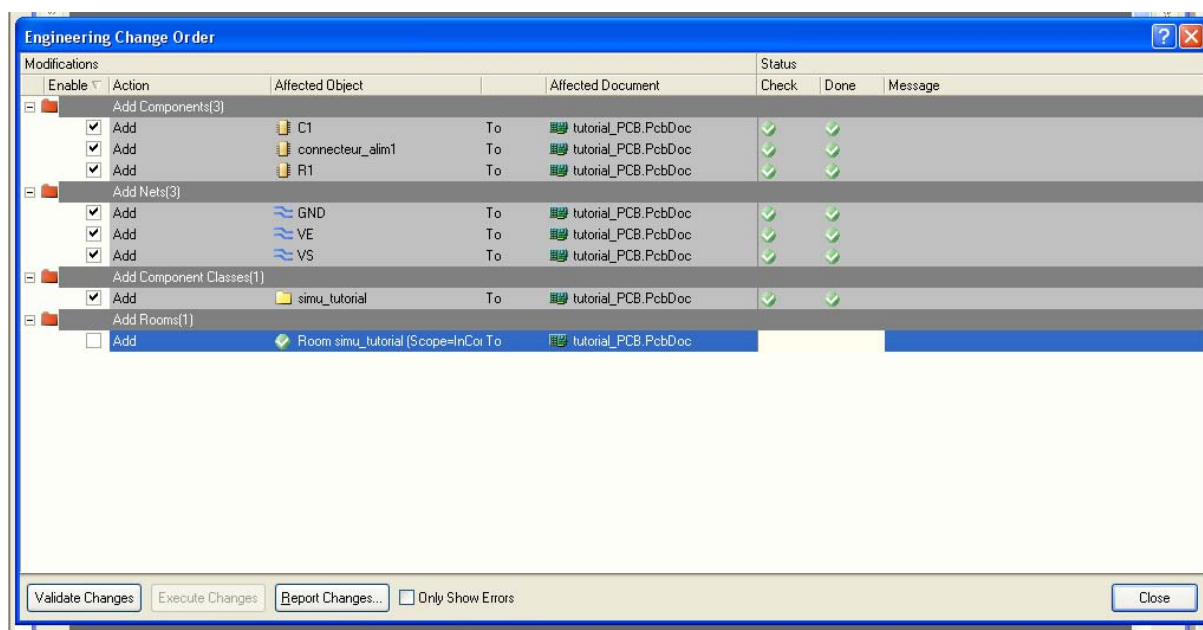 Engineering Change Order
Modifications Status
Enable Action Affected Object Affected Document Check Done Message
Add Components(3)
Add C1 To tutorial_PCB.PcbDoc
Add connecteur_alim1 To tutorial_PCB.PcbDoc
Add R1 To tutorial_PCB.PcbDoc
Add Nets(3)
Add GND To tutorial_PCB.PcbDoc
Add VE To tutorial_PCB.PcbDoc
Add VS To tutorial_PCB.PcbDoc
Add Component Classes(1)
Add simu_tutorial To tutorial_PCB.PcbDoc
Add Rooms(1)
Add Room simu_tutorial (Scope=InCor To tutorial_PCB.PcbDoc
Validate Changes Execute Changes Report Changes... Only Show Errors Close